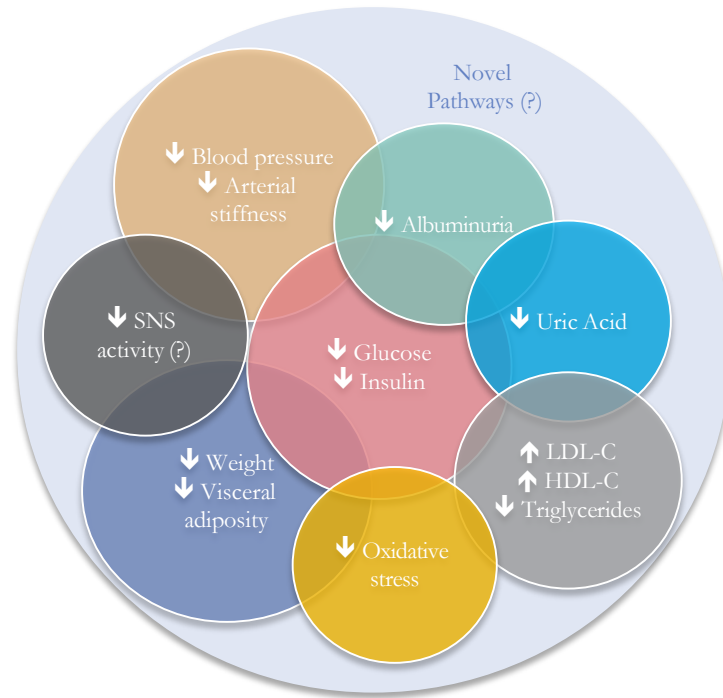 Novel
Pathways (?)
↓ Blood pressure
↓ Arterial
stiffness
↓ Albuminuria
↓ SNS
activity (?)
↓ Glucose
↓ Insulin
↓ Uric Acid
↓ Weight
↓ Visceral
adiposity
↑ LDL-C
↑ HDL-C
↓ Triglycerides
↓ Oxidative
stress